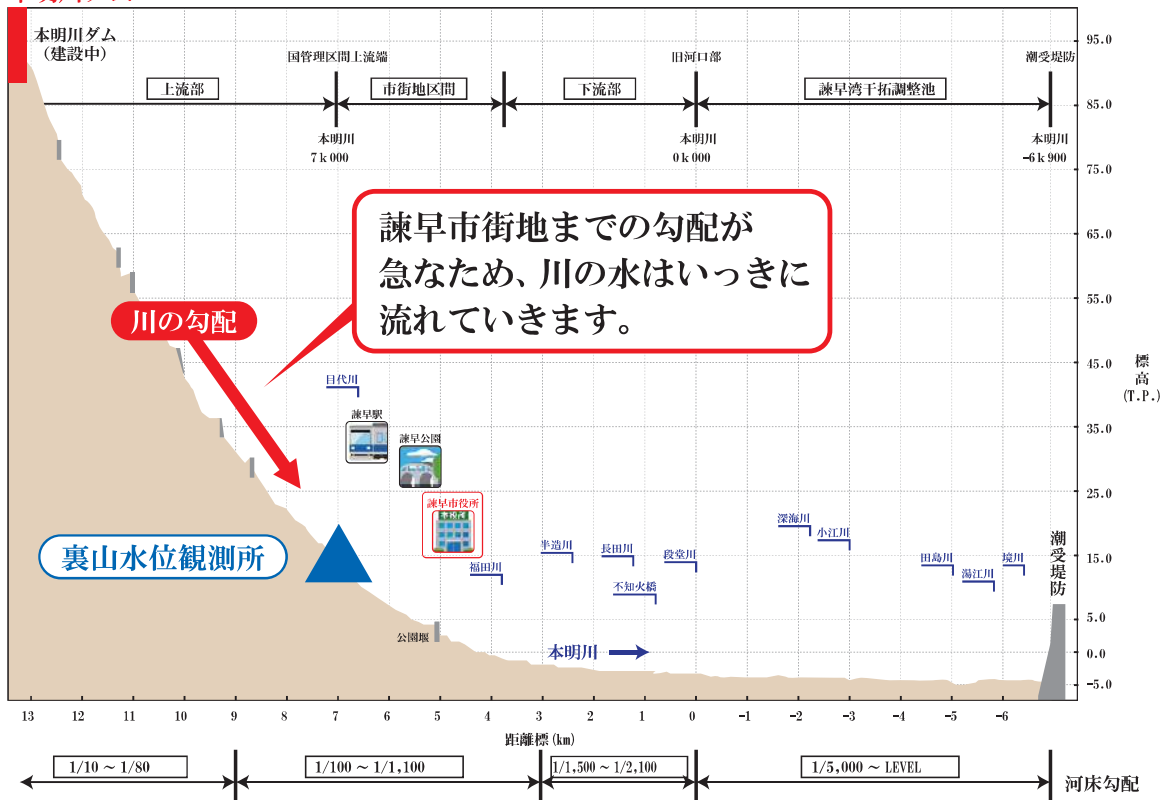 本明川ダム
（建設中）
国管理区間上流端
旧河口部
潮受堤防
上流部
市街地区間
下流部
諫早湾干拓調整池
本明川
7ｋ000
本明川
0ｋ000
本明川
-6ｋ900
諫早市街地までの勾配が
急なため、川の水はいっきに
流れていきます。
川の勾配
目代川
諫早駅
諫早公園
諫早市役所
市役所
裏山水位観測所
福田川
半造川
長田川
不知火橋
段堂川
深海川
小江川
田島川
湯江川
境川
潮受堤防
公園堰
本明川
95.0
85.0
75.0
65.0
55.0
45.0
35.0
25.0
15.0
5.0
0.0
-5.0
標高
(T.P.)
13 12 11 10 9 8 7 6 5 4 3 2 1 0 -1 -2 -3 -4 -5 -6
距離標(km)
1/10 ～ 1/80
1/100 ～ 1/1,100
1/1,500 ～ 1/2,100
1/5,000 ～ LEVEL
河床勾配